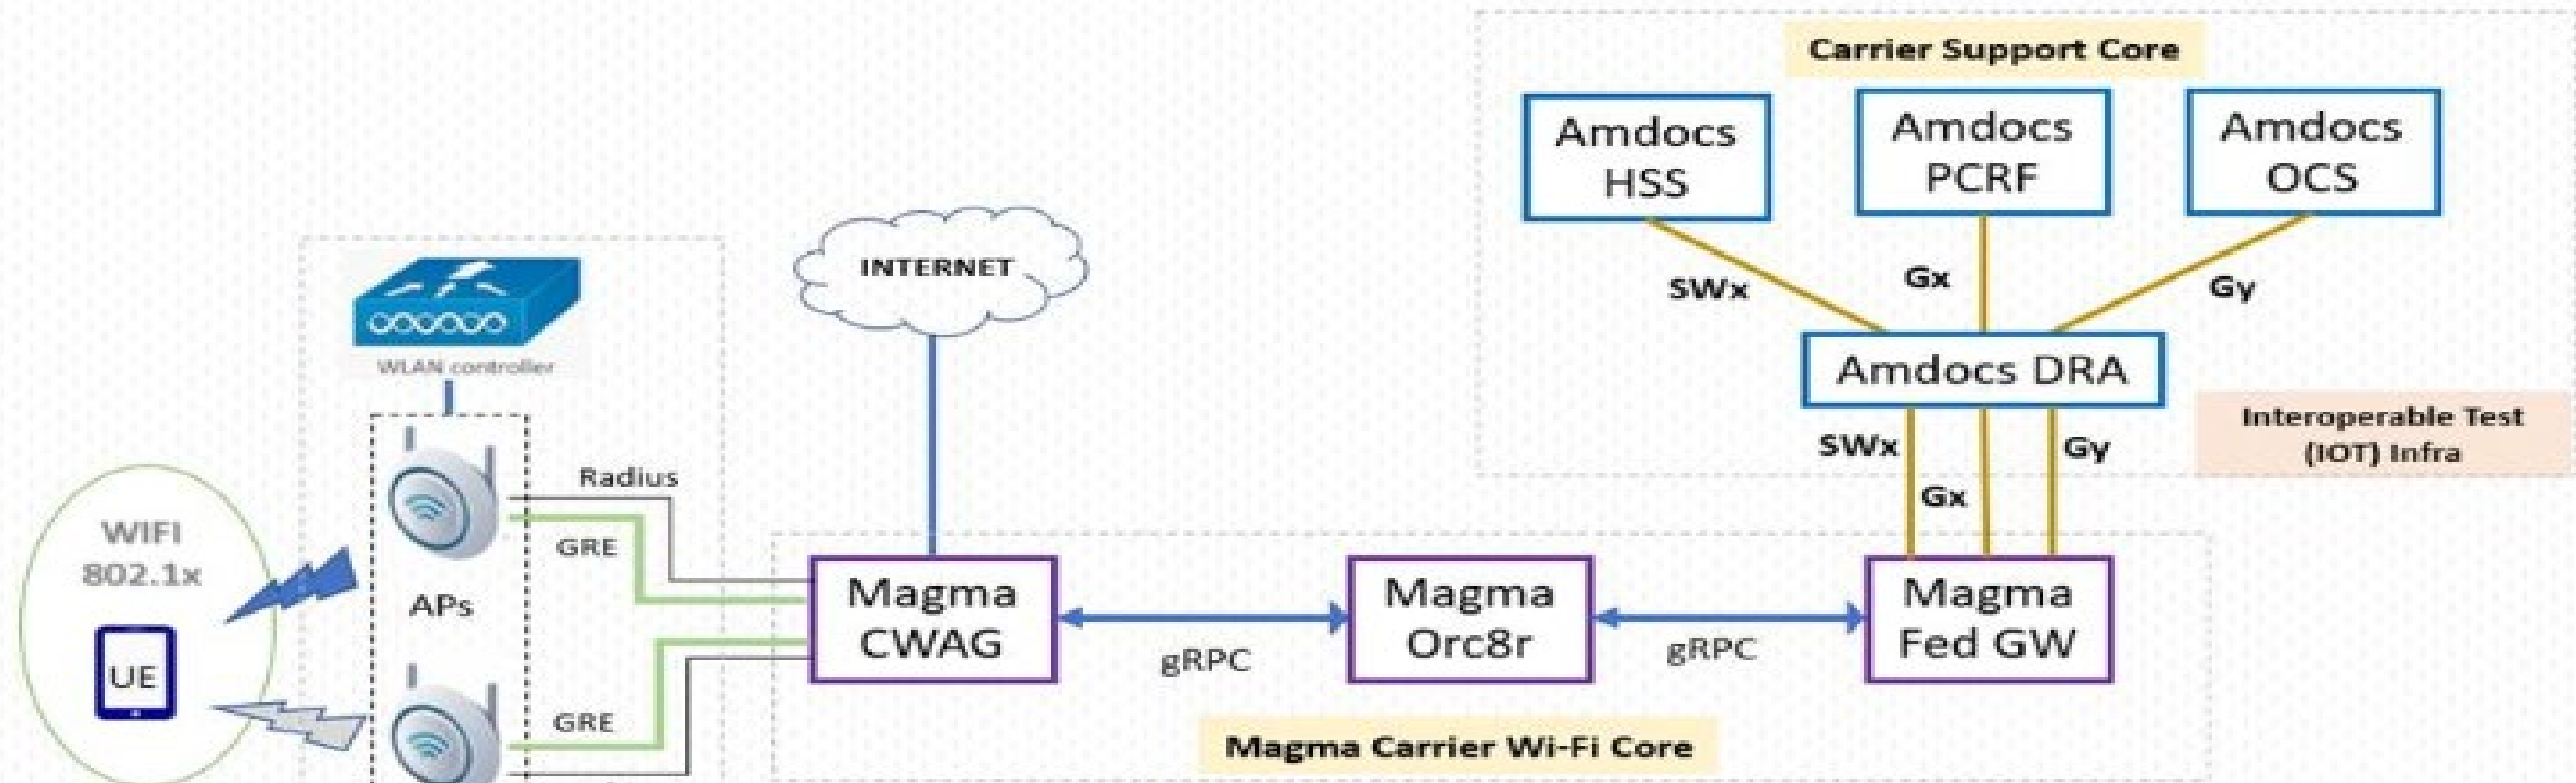 Carrier Support Core
Amdocs
HSS
Amdocs
PCRF
Amdocs
OCS
SWx
Gx
Gy
Amdocs DRA
Interoperable Test
(IOT) Infra
SWx
Gx
Gy
INTERNET
WLAN controller
Radius
GRE
WIFI
802.1x
UE
APs
GRE
Magma
CWAG
gRPC
Magma
Orc8r
gRPC
Magma
Fed GW
Magma Carrier Wi-Fi Core